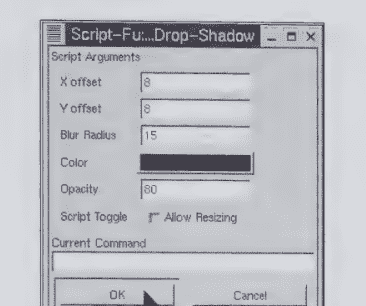 Script-Fu:...Drop-Shadow
Script Arguments
X offset 8
Y offset 8
Blur Radius 15
Color
Opacity 80
Script Toggle Allow Resizing
Current Command
OK Cancel